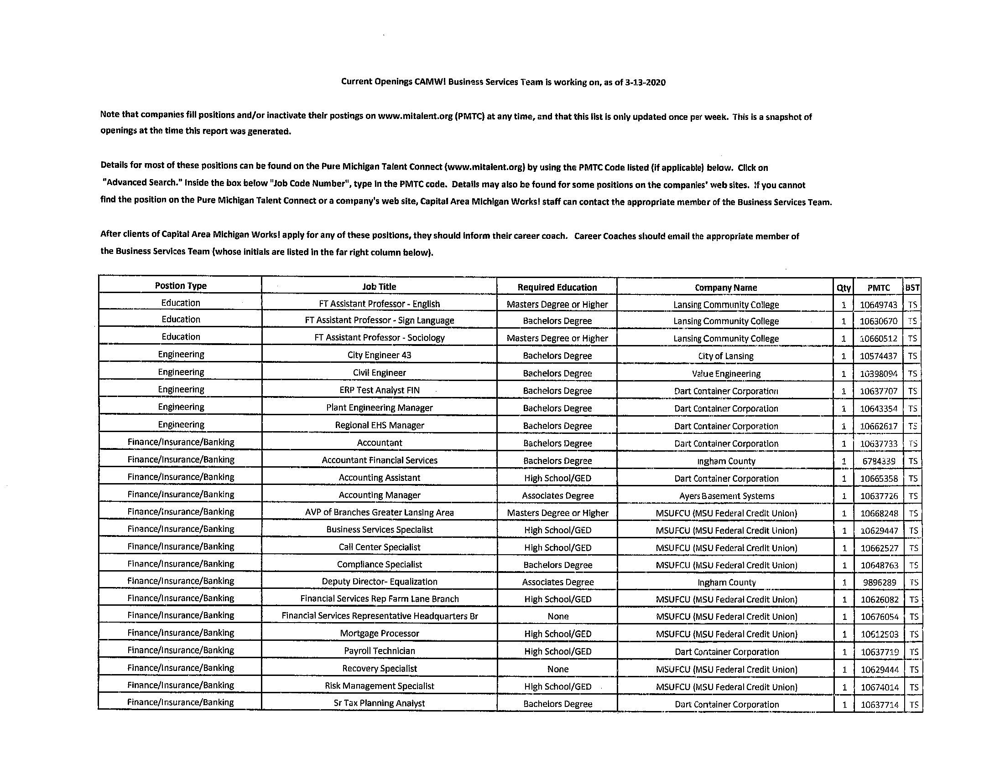 Current Openings CAMW! Business Services Team is working on, as of 3-13-2020
Note that companies fill positions and/or inactivate their postings on www.mitalent.org (PMTC) at any time, and that this list is only updated once per week. This is a snapshot of
openings at the time this report was generated.
Details for most of these positions can be found on the Pure Michigan Talent Connect (www.mitalent.org) by using the PMTC Code listed (if applicable) below. Click on
"Advanced Search." Inside the box below "Job Code Number", type in the PMTC code. Details may also be found for some positions on the companies' web sites. If you cannot
find the position on the Pure Michigan Talent Connect or a company's web site, Capital Area Michigan Works! staff can contact the appropriate member of the Business Services Team.
After clients of Capital Area Michigan Works! apply for any of these positions, they should inform their career coach. Career Coaches should email the appropriate member of
the Business Services Team (whose initials are listed in the far right column below).
Postion Type Job Title Required Education Company Name Qty PMTC BST
Education FT Assistant Professor - English Masters Degree or Higher Lansing Community College 1 10649743 TS
Education FT Assistant Professor - Sign Language Bachelors Degree Lansing Community College 1 10630670 TS
Education FT Assistant Professor - Sociology Masters Degree or Higher Lansing Community College 1 10660512 TS
Engineering City Engineer 43 Bachelors Degree City of Lansing 1 10574437 TS
Engineering Civil Engineer Bachelors Degree Value Engineering 1 10398094 TS
Engineering ERP Test Analyst FIN Bachelors Degree Dart Container Corporation 1 10637707 TS
Engineering Plant Engineering Manager Bachelors Degree Dart Container Corporation 1 10643354 TS
Engineering Regional EHS Manager Bachelors Degree Dart Container Corporation 1 10662617 TS
Finance/Insurance/Banking Accountant Bachelors Degree Dart Container Corporation 1 10637733 TS
Finance/Insurance/Banking Accountant Financial Services Bachelors Degree Ingham County 1 6784339 TS
Finance/Insurance/Banking Accounting Assistant High School/GED Dart Container Corporation 1 10665358 TS
Finance/Insurance/Banking Accounting Manager Associates Degree Ayers Basement Systems 1 10637726 TS
Finance/Insurance/Banking AVP of Branches Greater Lansing Area Masters Degree or Higher MSUFCU (MSU Federal Credit Union) 1 10668248 TS
Finance/Insurance/Banking Business Services Specialist High School/GED MSUFCU (MSU Federal Credit Union) 1 10629447 TS
Finance/Insurance/Banking Call Center Specialist High School/GED MSUFCU (MSU Federal Credit Union) 1 10662527 TS
Finance/Insurance/Banking Compliance Specialist Bachelors Degree MSUFCU (MSU Federal Credit Union) 1 10648763 TS
Finance/Insurance/Banking Deputy Director- Equalization Associates Degree Ingham County 1 9896289 TS
Finance/Insurance/Banking Financial Services Rep Farm Lane Branch High School/GED MSUFCU (MSU Federal Credit Union) 1 10626082 TS
Finance/Insurance/Banking Financial Services Representative Headquarters Br None MSUFCU (MSU Federal Credit Union) 1 10676054 TS
Finance/Insurance/Banking Mortgage Processor High School/GED MSUFCU (MSU Federal Credit Union) 1 10612503 TS
Finance/Insurance/Banking Payroll Technician High School/GED Dart Container Corporation 1 10637719 TS
Finance/Insurance/Banking Recovery Specialist None MSUFCU (MSU Federal Credit Union) 1 10629444 TS
Finance/Insurance/Banking Risk Management Specialist High School/GED MSUFCU (MSU Federal Credit Union) 1 10674014 TS
Finance/Insurance/Banking Sr Tax Planning Analyst Bachelors Degree Dart Container Corporation 1 10637714 TS